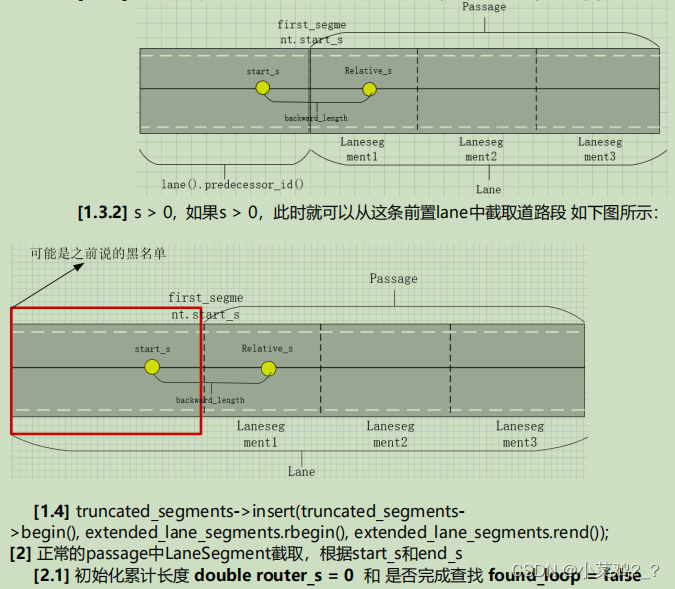 Passage
first_segme
nt.start_s
start_s
Relative_s
backward_length
Laneseg
ment1
Laneseg
ment2
Laneseg
ment3
lane().predecessor_id()
Lane
[1.3.2] s > 0, 如果s > 0，此时就可以从这条前置lane中截取道路段 如下图所示：
可能是之前说的黑名单
Passage
first_segme
nt.start_s
start_s
Relative_s
backward_length
Laneseg
ment1
Laneseg
ment2
Laneseg
ment3
Lane
[1.4] truncated_segments->insert(truncated_segments-
>begin(), extended_lane_segments.rbegin(), extended_lane_segments.rend());
[2] 正常的passage中LaneSegment截取，根据start_s和end_s
[2.1] 初始化累计长度 double router_s = 0 和 是否完成查找 found_loop = false